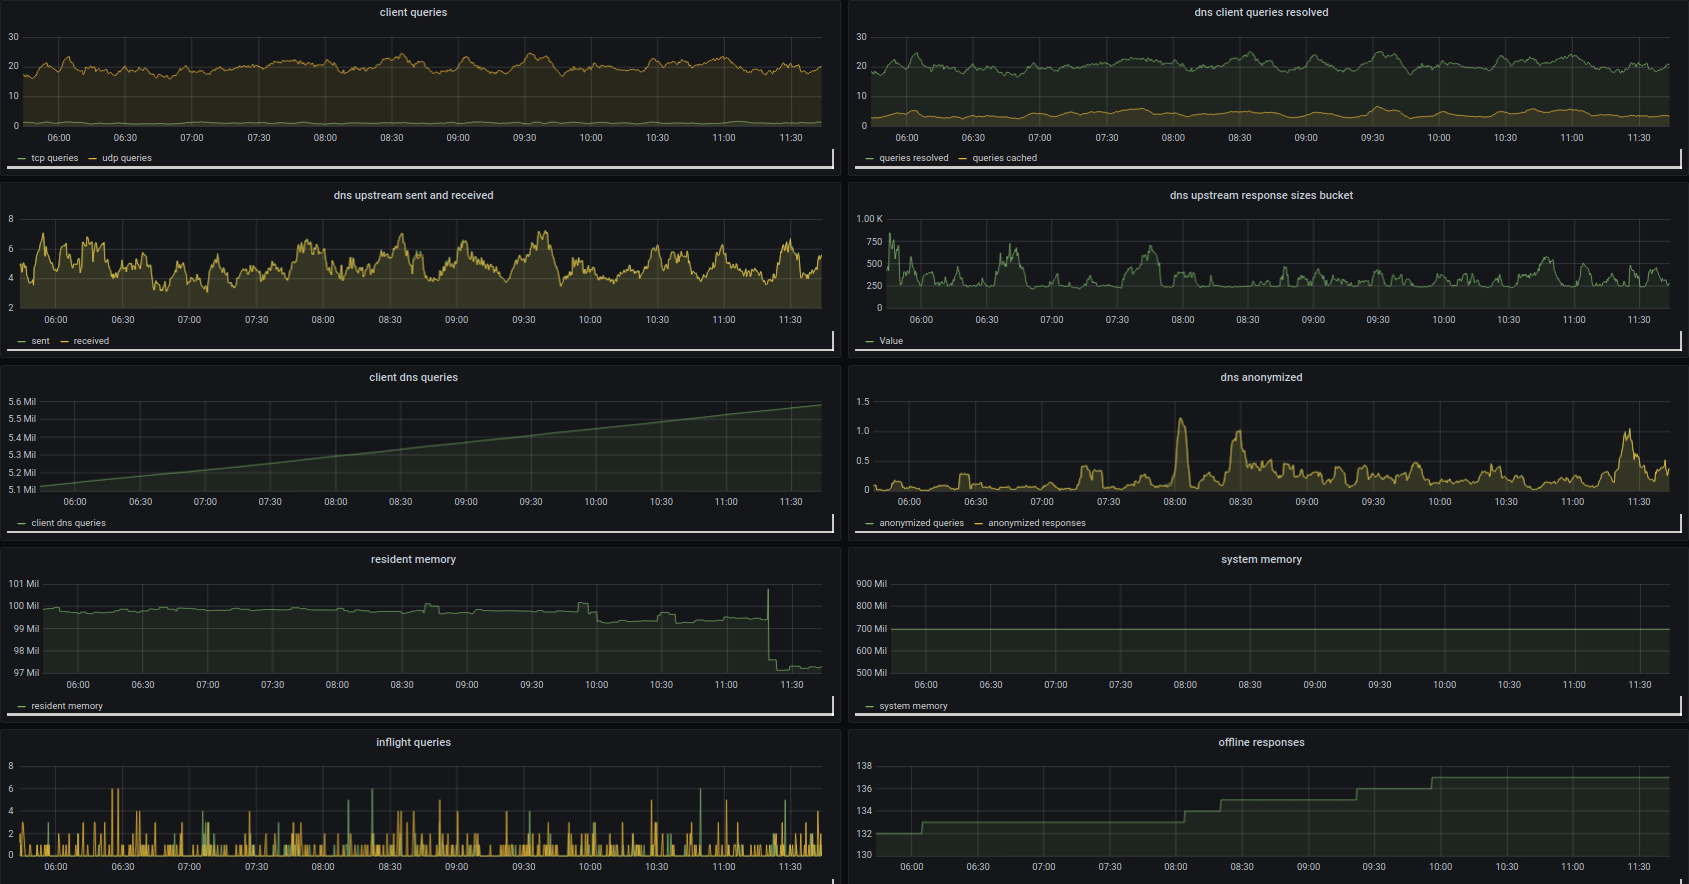 client queries
30
20
10
0
06:00 06:30 07:00 07:30 08:00 08:30 09:00 09:30 10:00 10:30 11:00 11:30
tcp queries udp queries
dns client queries resolved
30
20
10
0
06:00 06:30 07:00 07:30 08:00 08:30 09:00 09:30 10:00 10:30 11:00 11:30
queries resolved queries cached
dns upstream sent and received
8
6
4
2
06:00 06:30 07:00 07:30 08:00 08:30 09:00 09:30 10:00 10:30 11:00 11:30
sent received
dns upstream response sizes bucket
1.00 K
750
500
250
0
06:00 06:30 07:00 07:30 08:00 08:30 09:00 09:30 10:00 10:30 11:00 11:30
Value
client dns queries
5.6 Mil
5.5 Mil
5.4 Mil
5.3 Mil
5.2 Mil
5.1 Mil
06:00 06:30 07:00 07:30 08:00 08:30 09:00 09:30 10:00 10:30 11:00 11:30
client dns queries
dns anonymized
1.5
1.0
0.5
0
06:00 06:30 07:00 07:30 08:00 08:30 09:00 09:30 10:00 10:30 11:00 11:30
anonymized queries anonymized responses
resident memory
101 Mil
100 Mil
99 Mil
98 Mil
97 Mil
06:00 06:30 07:00 07:30 08:00 08:30 09:00 09:30 10:00 10:30 11:00 11:30
resident memory
system memory
900 Mil
800 Mil
700 Mil
600 Mil
500 Mil
06:00 06:30 07:00 07:30 08:00 08:30 09:00 09:30 10:00 10:30 11:00 11:30
system memory
inflight queries
8
6
4
2
0
06:00 06:30 07:00 07:30 08:00 08:30 09:00 09:30 10:00 10:30 11:00 11:30
offline responses
138
136
134
132
130
06:00 06:30 07:00 07:30 08:00 08:30 09:00 09:30 10:00 10:30 11:00 11:30